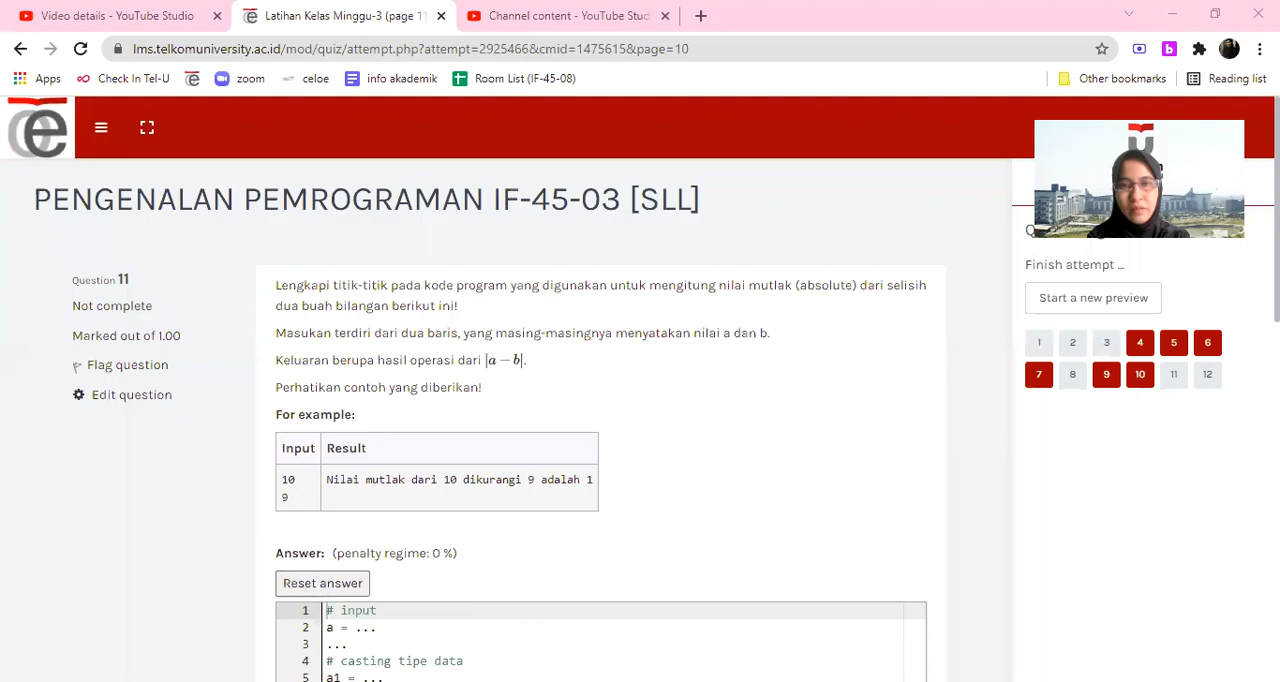 Video details - YouTube Studio
Latihan Kelas Minggu-3 (page 11
Channel content - YouTube Stud
lms.telkomuniversity.ac.id/mod/quiz/attempt.php?attempt=2925466&cmid=1475615&page=10
Apps
Check In Tel-U
zoom
celoe
info akademik
Room List (IF-45-08)
Other bookmarks
Reading list
PENGENALAN PEMROGRAMAN IF-45-03 [SLL]
Question 11
Not complete
Marked out of 1.00
Flag question
Edit question
Lengkapi titik-titik pada kode program yang digunakan untuk mengitung nilai mutlak (absolute) dari selisih
dua buah bilangan berikut ini!
Masukan terdiri dari dua baris, yang masing-masingnya menyatakan nilai a dan b.
Keluaran berupa hasil operasi dari |a − b|.
Perhatikan contoh yang diberikan!
For example:
Input Result
10 Nilai mutlak dari 10 dikurangi 9 adalah 1
9
Answer: (penalty regime: 0 %)
Reset answer
1 # input
2 a = ...
3 ...
4 # casting tipe data
5 a1 = ...
Finish attempt ...
Start a new preview
1 2 3 4 5 6
7 8 9 10 11 12